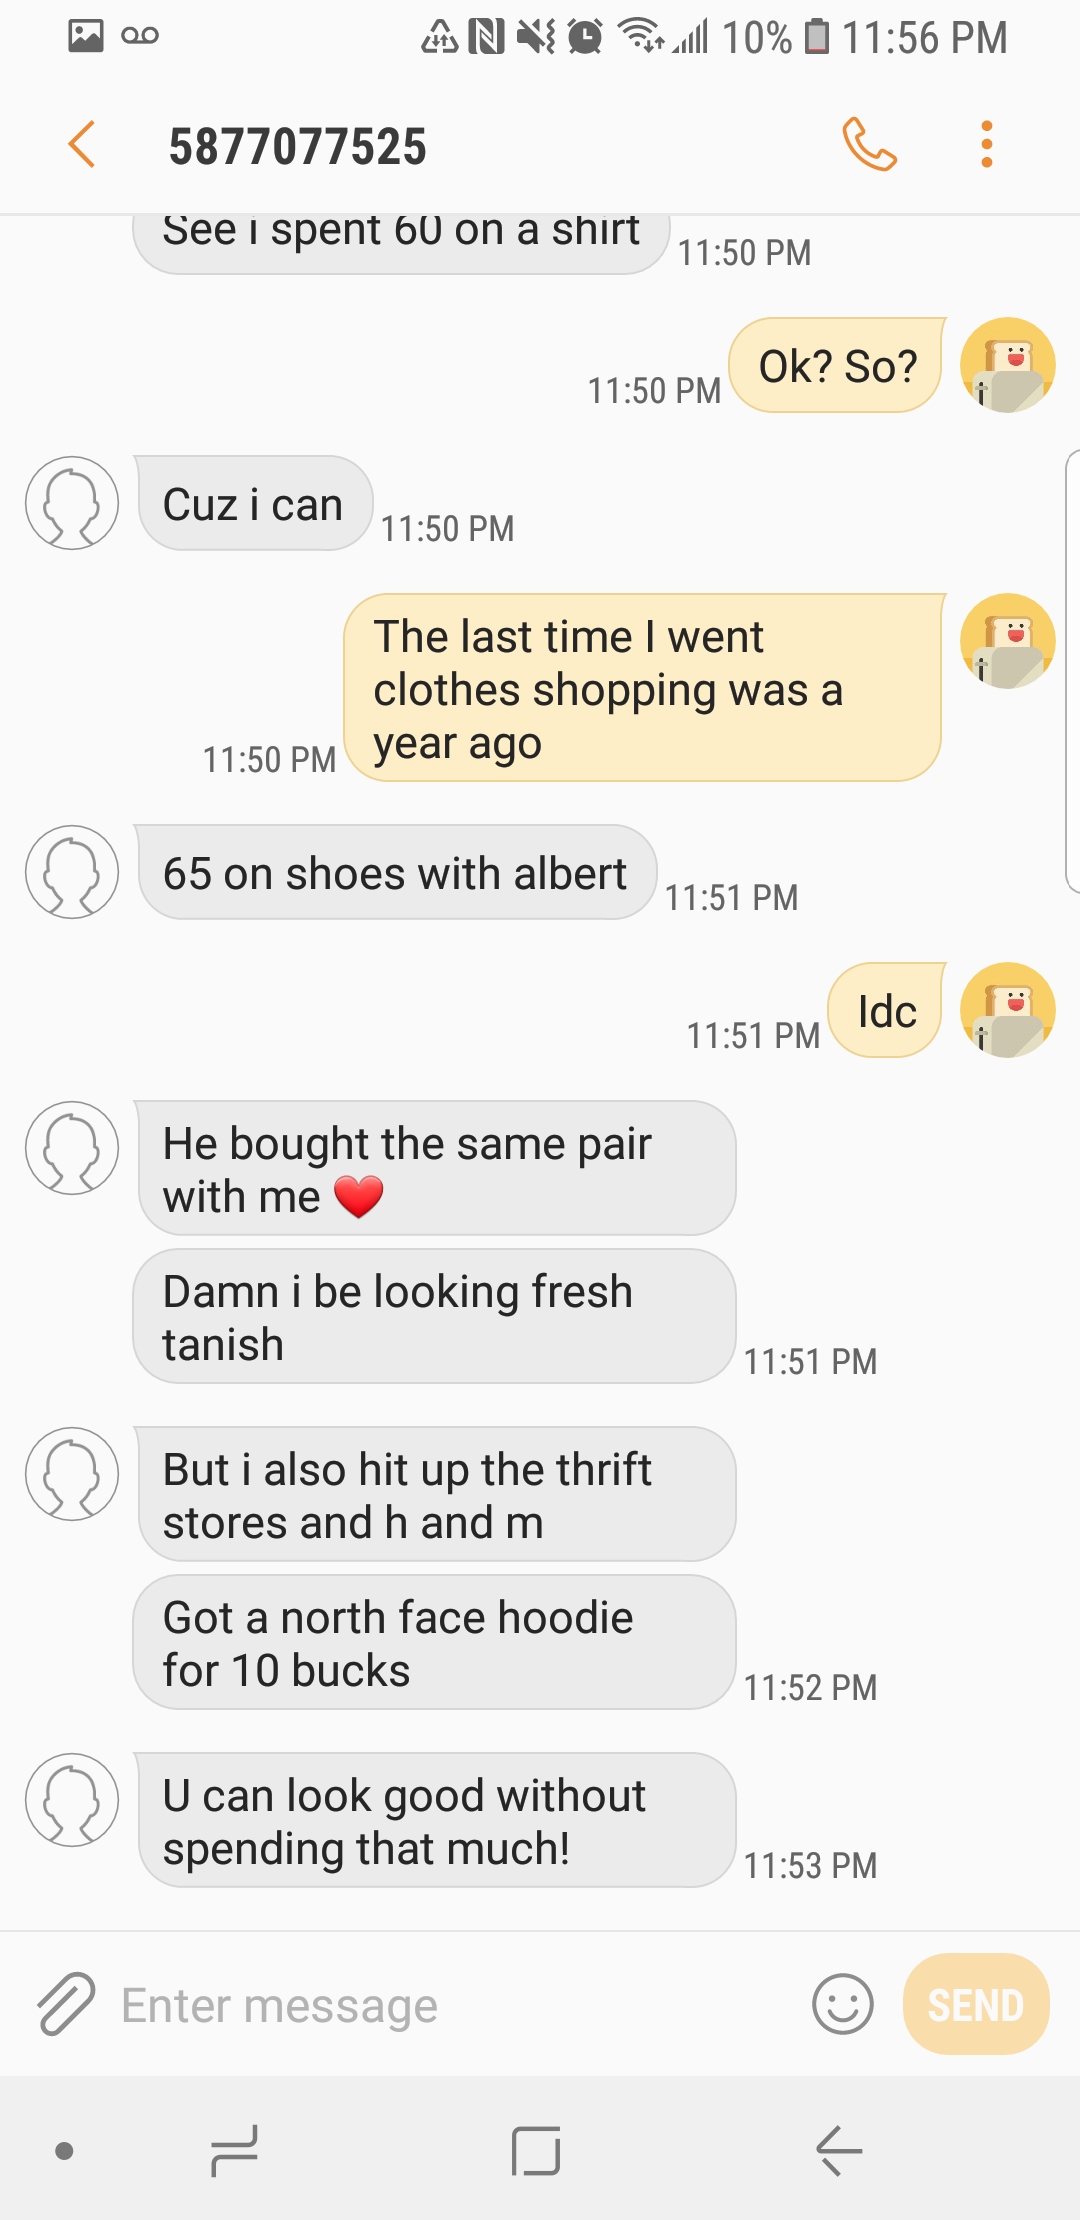 10% 11:56 PM
5877077525
See i spent 60 on a shirt
11:50 PM
Ok? So?
11:50 PM
Cuz i can
11:50 PM
The last time I went
clothes shopping was a
year ago
11:50 PM
65 on shoes with albert
11:51 PM
Idc
11:51 PM
He bought the same pair
with me ❤️
Damn i be looking fresh
tanish
11:51 PM
But i also hit up the thrift
stores and h and m
Got a north face hoodie
for 10 bucks
11:52 PM
U can look good without
spending that much!
11:53 PM
Enter message
SEND